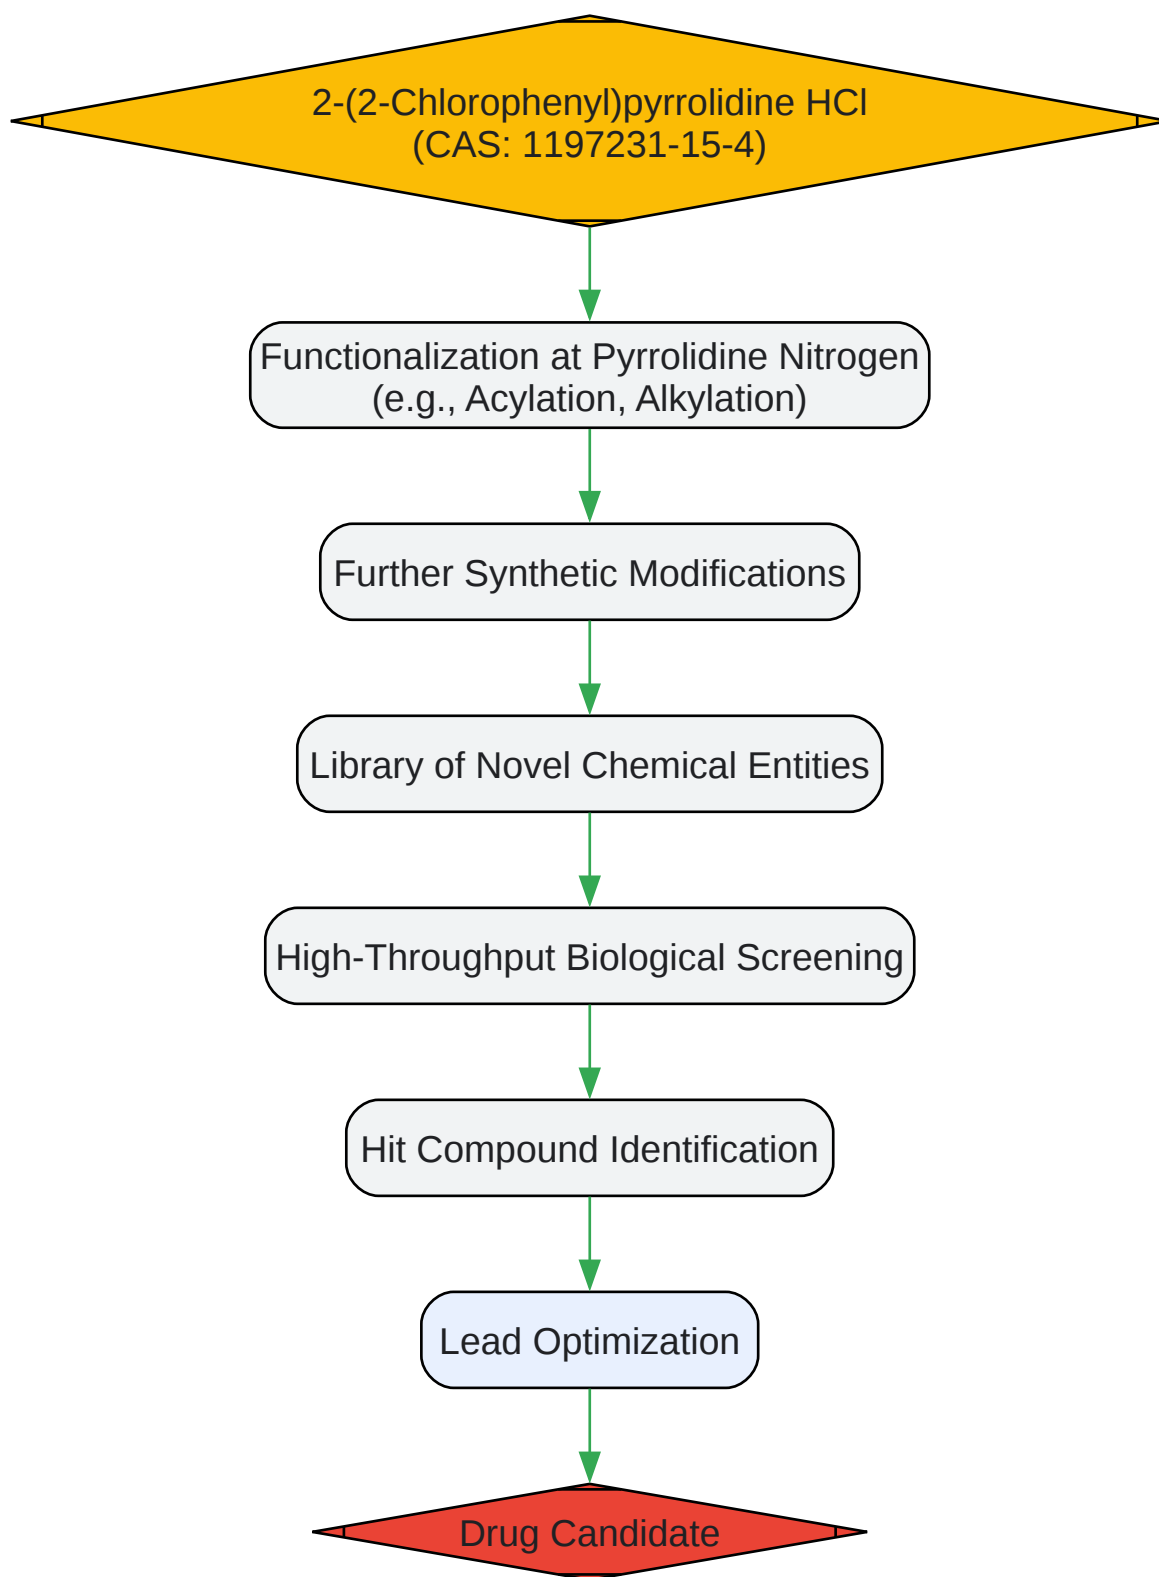 2-(2-Chlorophenyl)pyrrolidine HCl
(CAS: 1197231-15-4)
Functionalization at Pyrrolidine Nitrogen
(e.g., Acylation, Alkylation)
Further Synthetic Modifications
Library of Novel Chemical Entities
High-Throughput Biological Screening
Hit Compound Identification
Lead Optimization
Drug Candidate